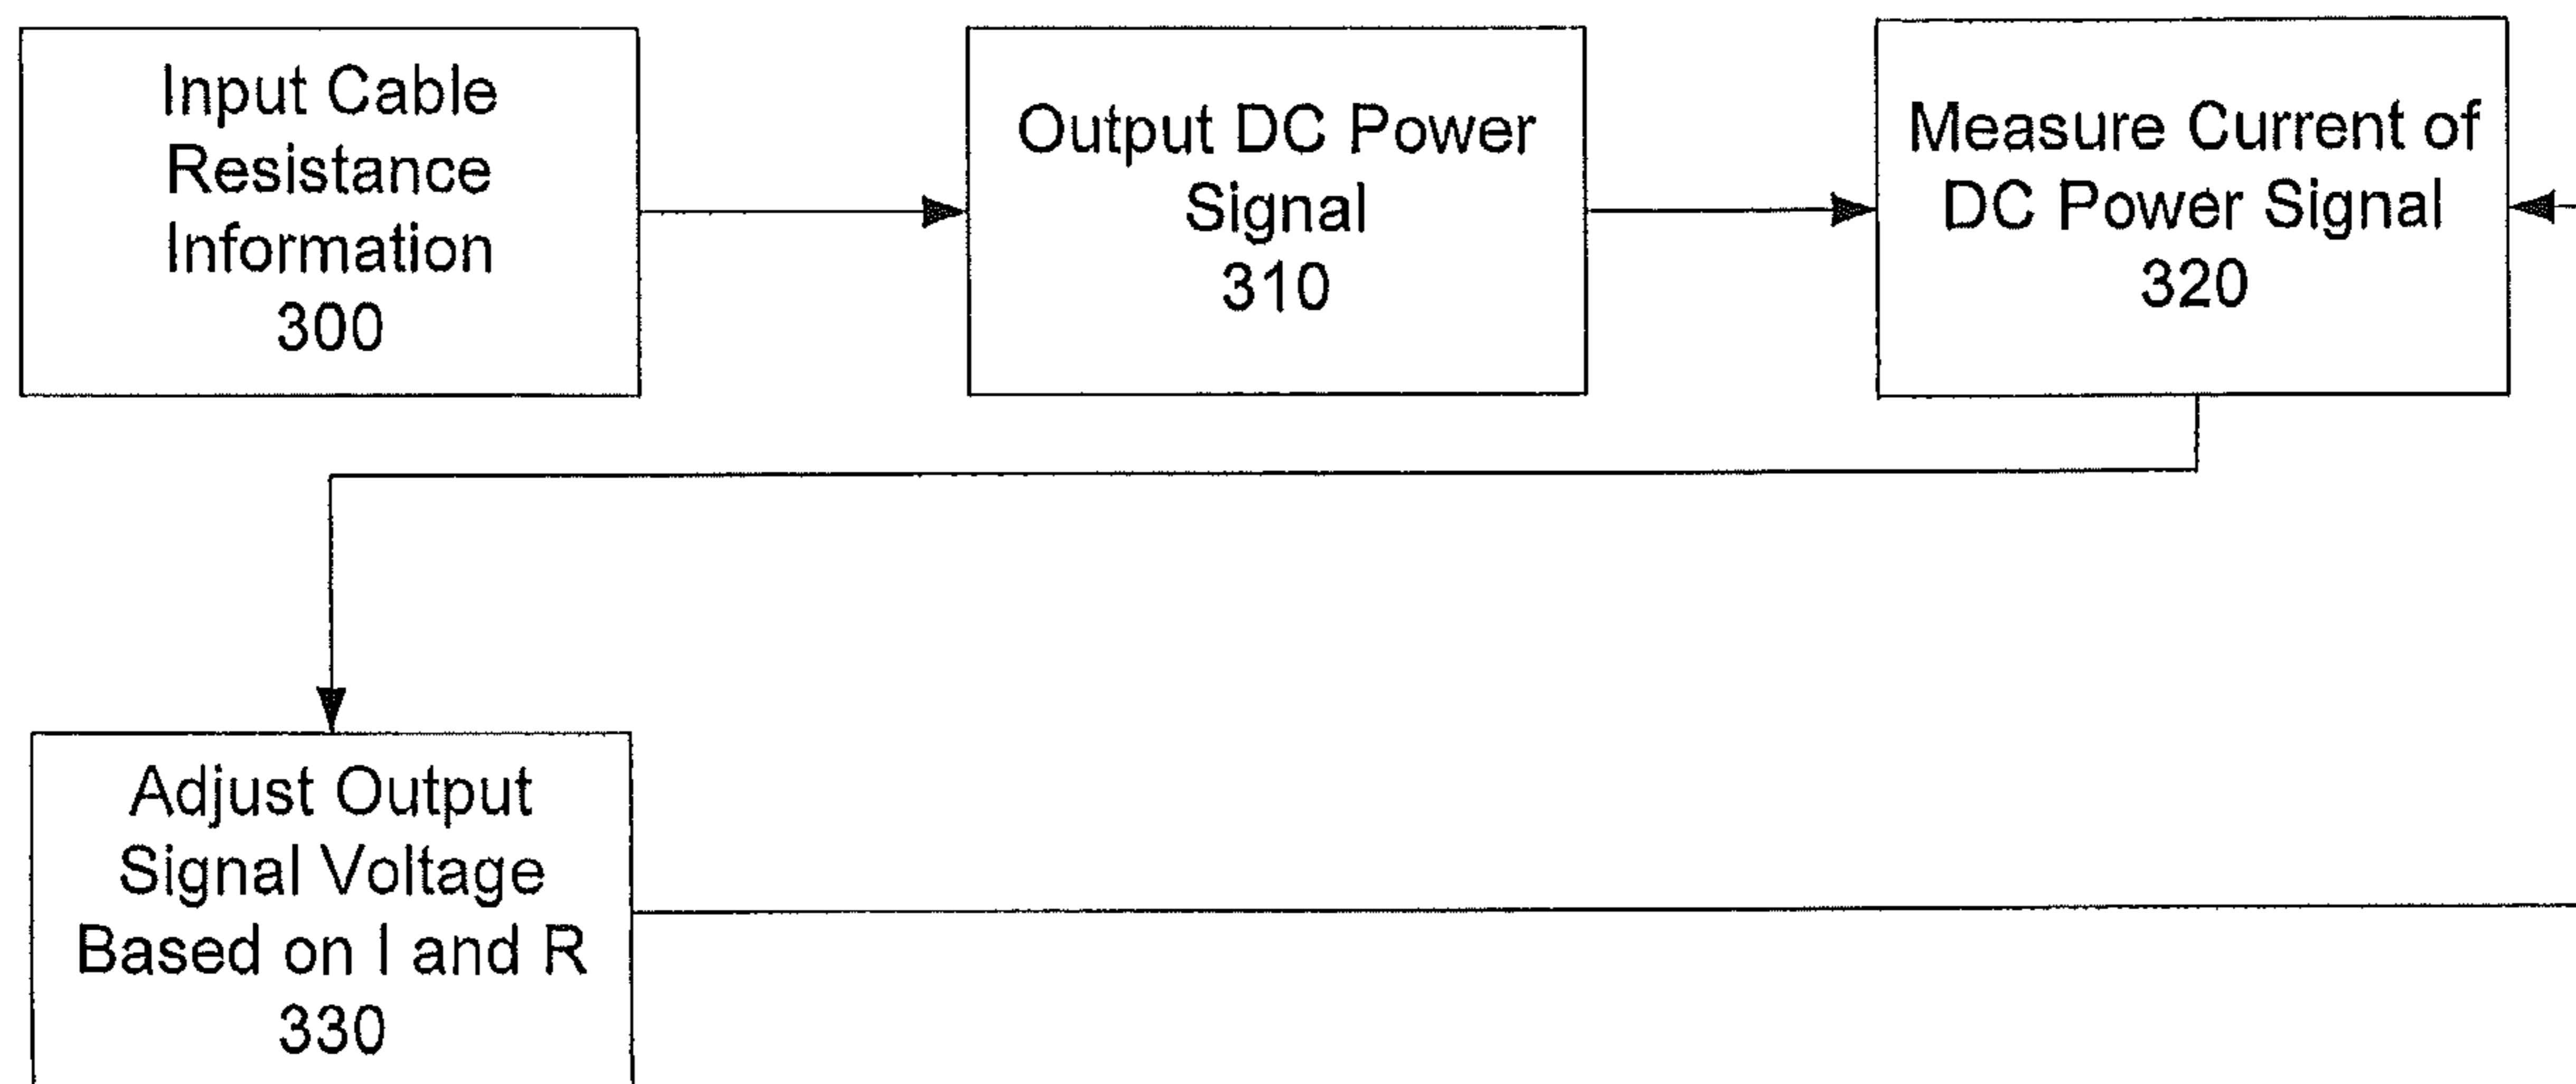 Input Cable
Resistance
Information
300
Output DC Power
Signal
310
Measure Current of
DC Power Signal
320
Adjust Output
Signal Voltage
Based on I and R
330